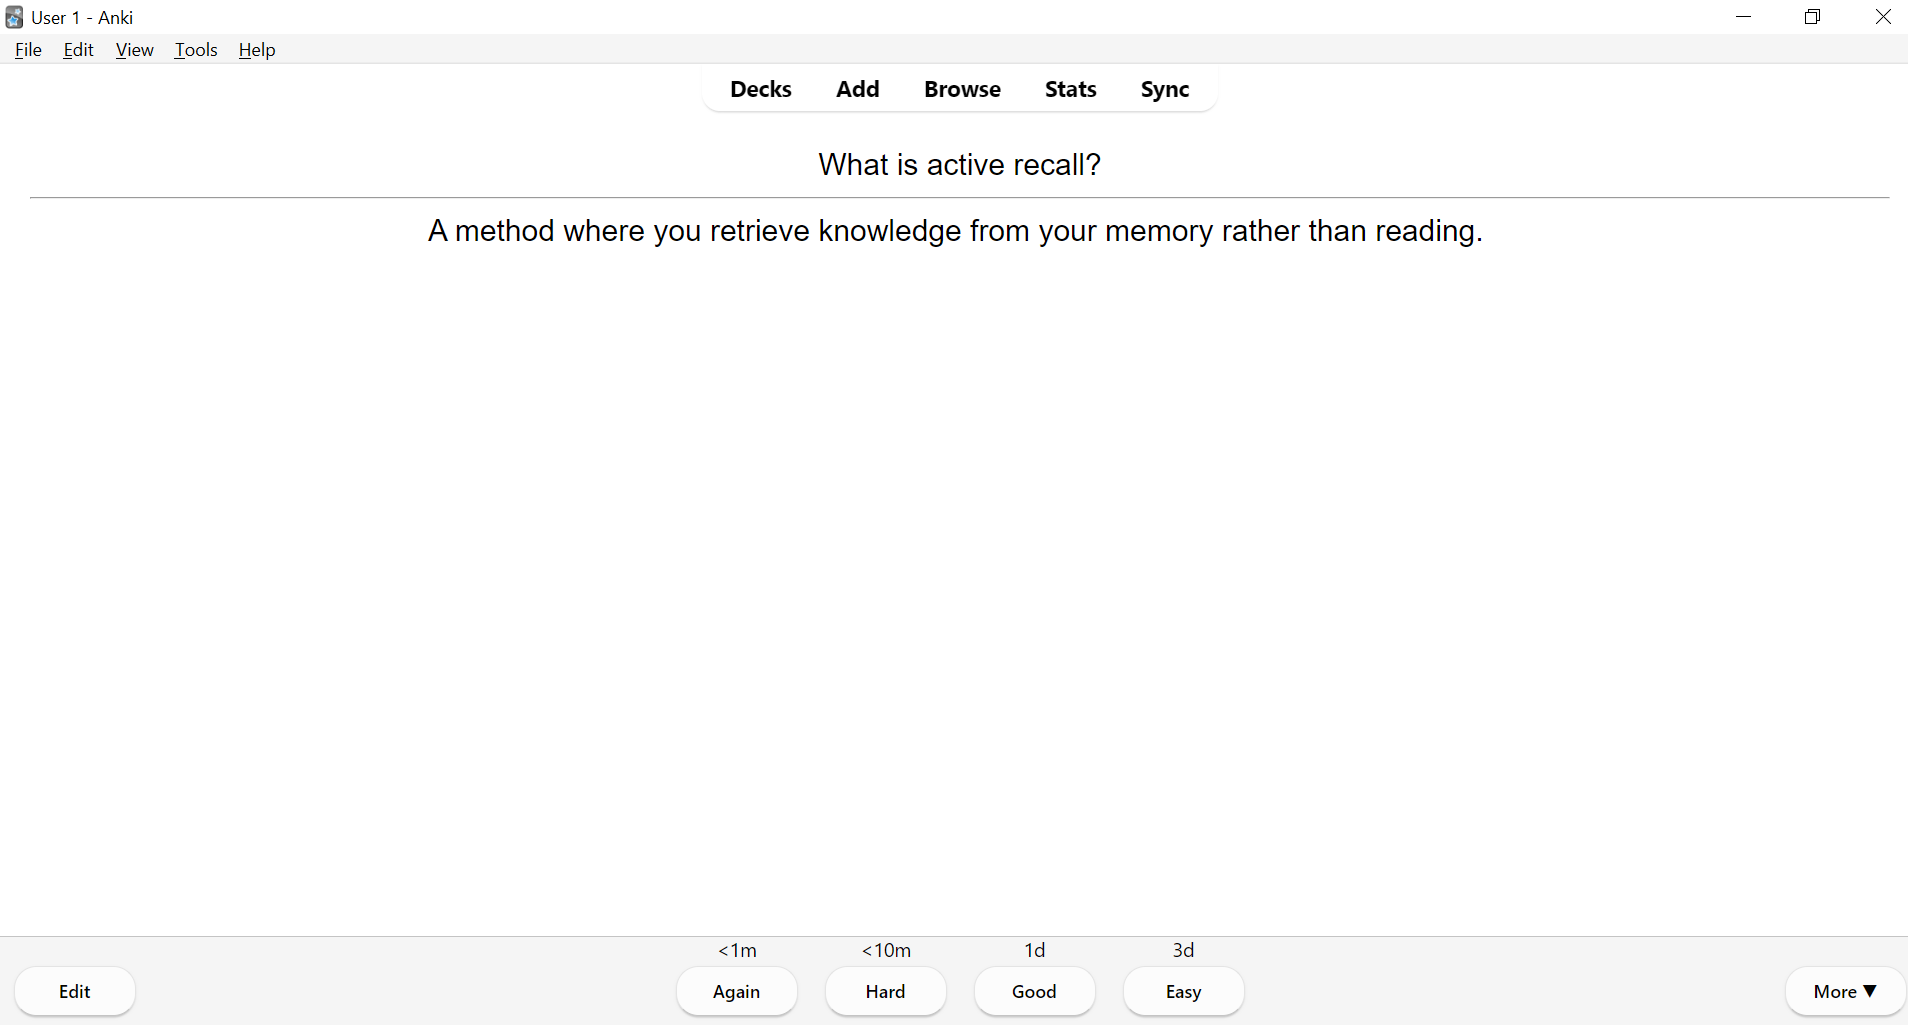 User 1 - Anki
File Edit View Tools Help
Decks Add Browse Stats Sync
What is active recall?
A method where you retrieve knowledge from your memory rather than reading.
<1m <10m 1d 3d
Edit Again Hard Good Easy More ▼